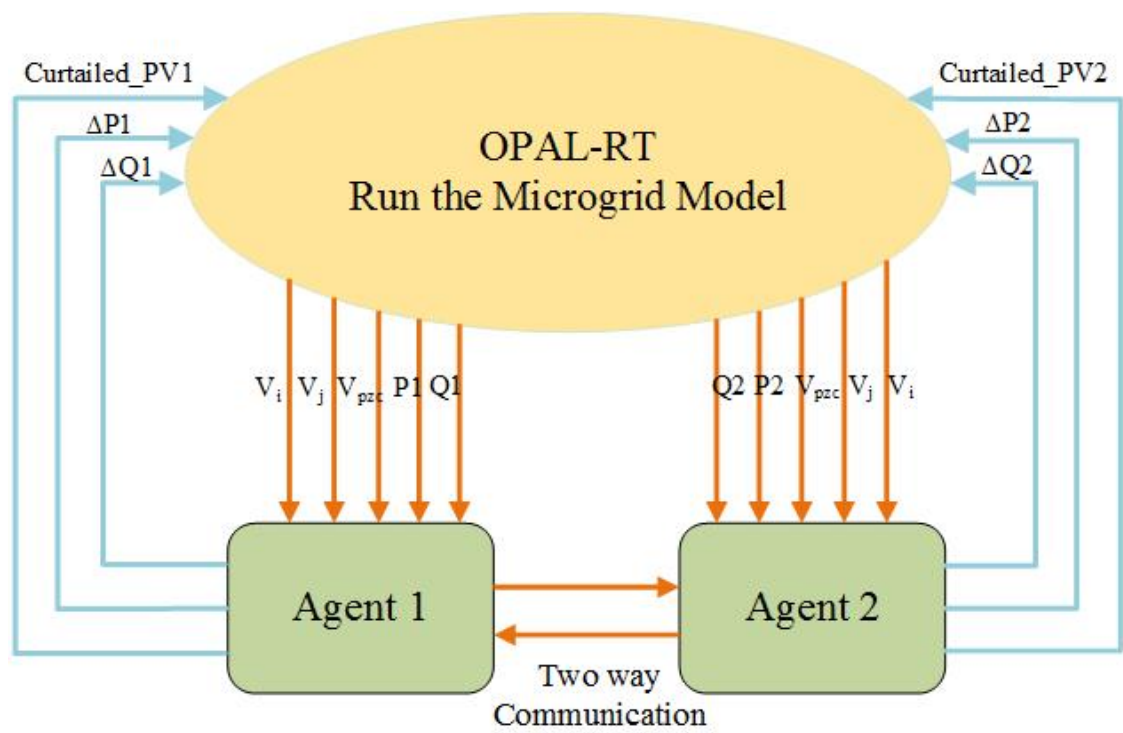 Curtailed_PV1
Curtailed_PV2
ΔP1
ΔP2
ΔQ1
ΔQ2
OPAL-RT
Run the Microgrid Model
Vi Vj Vpzc P1 Q1
Q2 P2 Vpzc Vj Vi
Agent 1
Agent 2
Two way
Communication